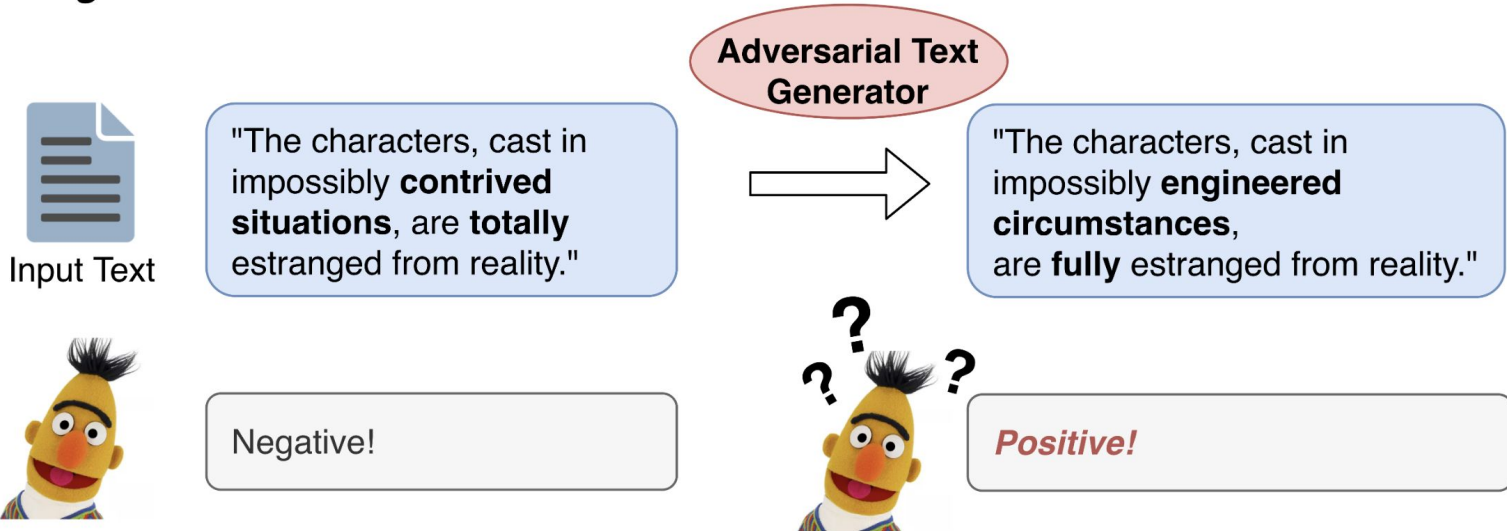 Adversarial Text
Generator
"The characters, cast in
impossibly contrived
situations, are totally
estranged from reality."
"The characters, cast in
impossibly engineered
circumstances,
are fully estranged from reality."
Input Text
? ? ?
Negative!
Positive!